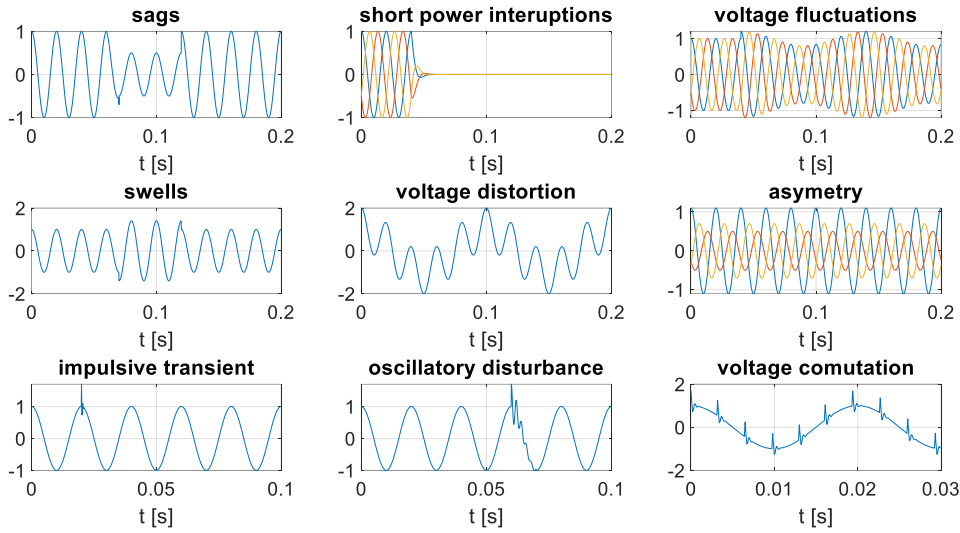 sags
short power interuptions
voltage fluctuations
1
0
-1
0 0.1 0.2
t [s]
1
0
-1
0 0.1 0.2
t [s]
1
0
-1
0 0.1 0.2
t [s]
swells
voltage distortion
asymetry
2
0
-2
0 0.1 0.2
t [s]
2
0
-2
0 0.1 0.2
t [s]
1
0
-1
0 0.1 0.2
t [s]
impulsive transient
oscillatory disturbance
voltage comutation
1
0
-1
0 0.05 0.1
t [s]
1
0
-1
0 0.05 0.1
t [s]
2
0
-2
0 0.01 0.02 0.03
t [s]